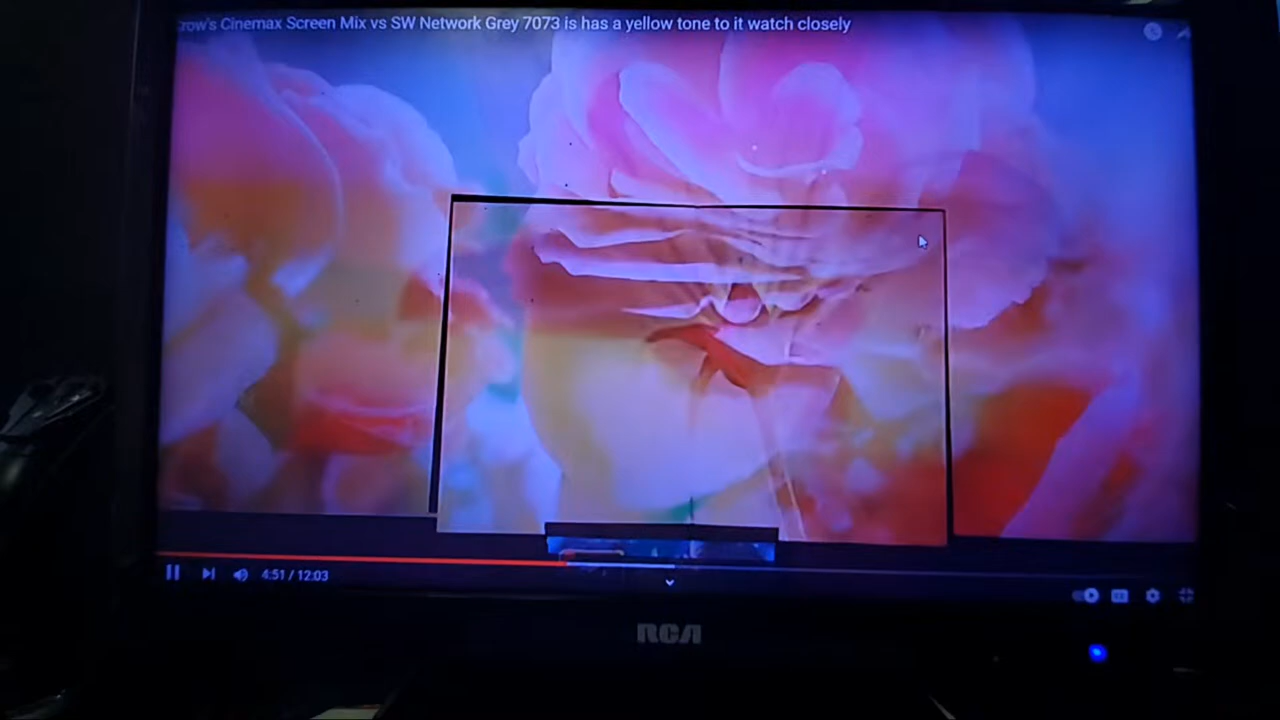 row's Cinemax Screen Mix vs SW Network Grey 7073 is has a yellow tone to it watch closely
4:51 / 12:03
RCA